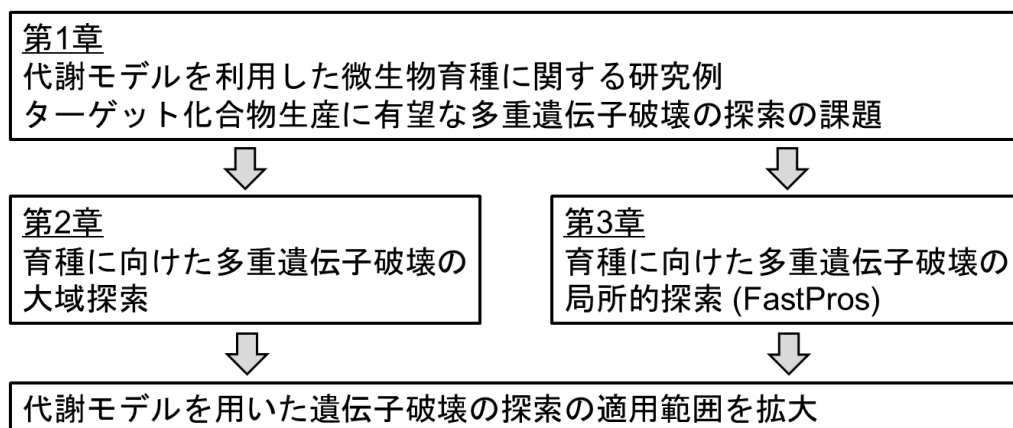 第1章
代謝モデルを利用した微生物育種に関する研究例
ターゲット化合物生産に有望な多重遺伝子破壊の探索の課題
第2章
育種に向けた多重遺伝子破壊の
大域探索
第3章
育種に向けた多重遺伝子破壊の
局所的探索 (FastPros)
代謝モデルを用いた遺伝子破壊の探索の適用範囲を拡大